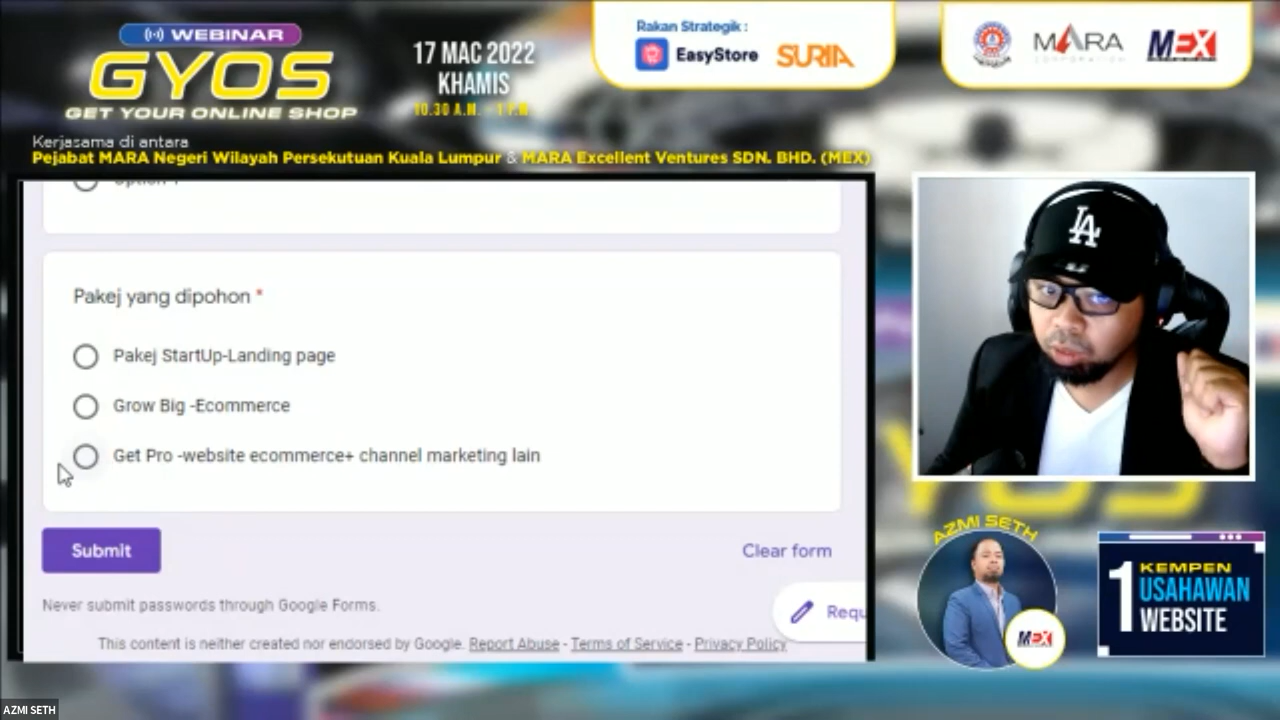 WEBINAR
GYOS
GET YOUR ONLINE SHOP
17 MAC 2022
KHAMIS
10.30 A.M. - 1 P.M.
Rakan Strategik :
EasyStore
SURIA
MARA
CORPORATION
MEX
Kerjasama di antara
Pejabat MARA Negeri Wilayah Persekutuan Kuala Lumpur & MARA Excellent Ventures SDN. BHD. (MEX)
Option 1
Pakej yang dipohon *
Pakej StartUp-Landing page
Grow Big -Ecommerce
Get Pro -website ecommerce+ channel marketing lain
Submit
Clear form
Never submit passwords through Google Forms.
Requ
This content is neither created nor endorsed by Google. Report Abuse - Terms of Service - Privacy Policy
LA
AZMI SETH
MEX
1 KEMPEN
USAHAWAN
WEBSITE
AZMI SETH